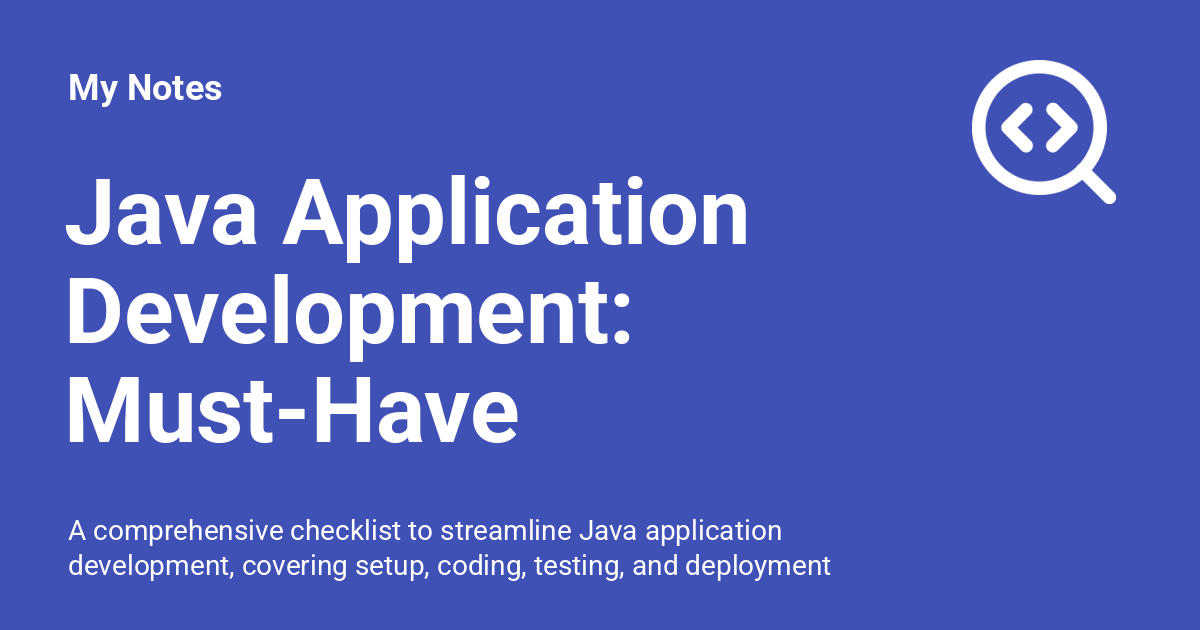 My Notes
Java Application
Development:
Must-Have
A comprehensive checklist to streamline Java application
development, covering setup, coding, testing, and deployment